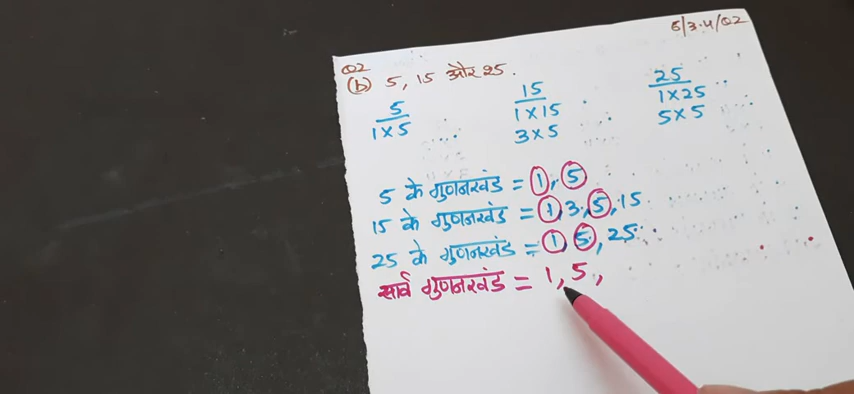 6/3.4/Q2
Q2
(b) 5, 15 और 25.
5 15 25
1×5 1×15 1×25
3×5 5×5
5 के गुणनखंड = 1, 5
15 के गुणनखंड = 1, 3, 5, 15
25 के गुणनखंड = 1, 5, 25
सार्व गुणनखंड = 1, 5,